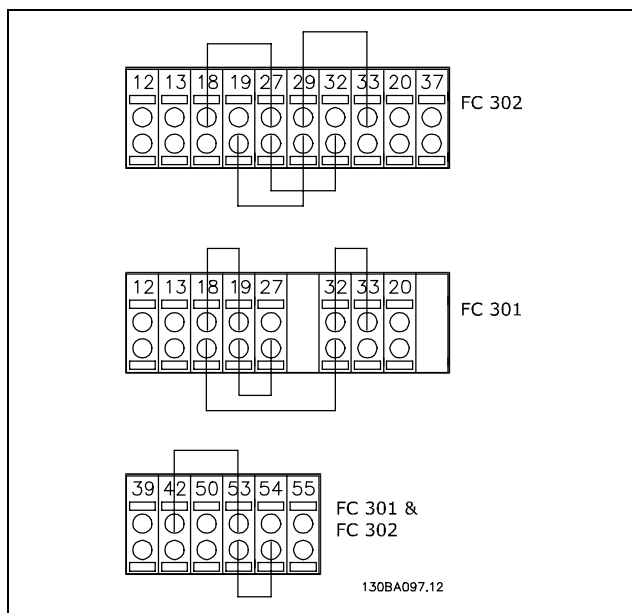 12 13 18 19 27 29 32 33 20 37
FC 302
12 13 18 19 27 32 33 20
FC 301
39 42 50 53 54 55
FC 301 &
FC 302
130BA097.12